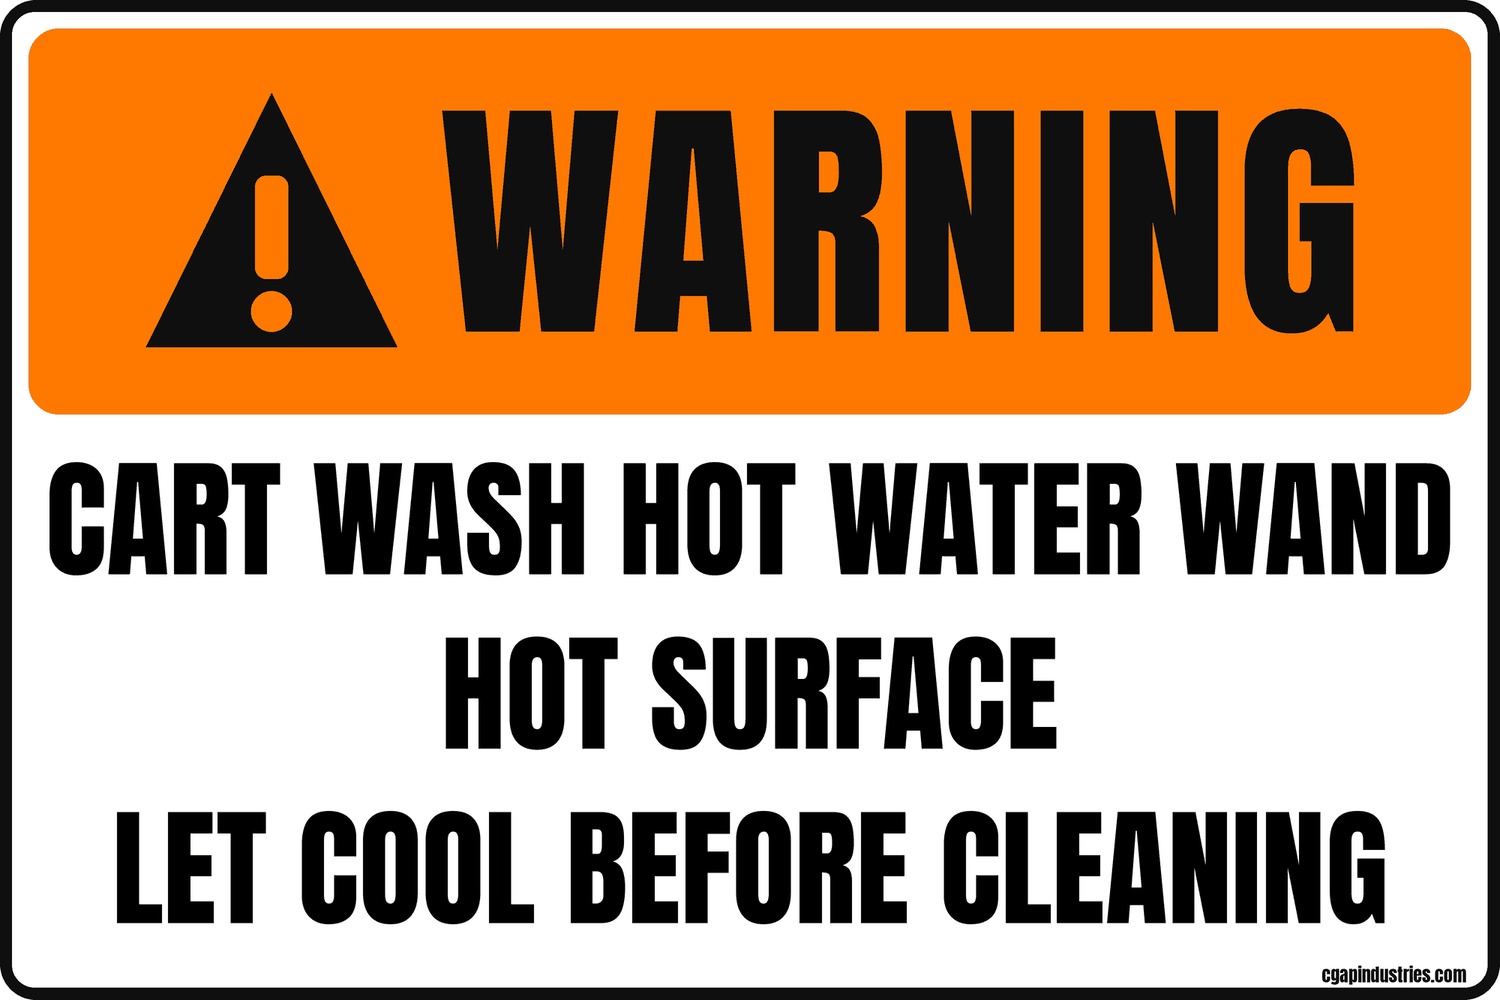 WARNING
CART WASH HOT WATER WAND
HOT SURFACE
LET COOL BEFORE CLEANING
cgapindustries.com